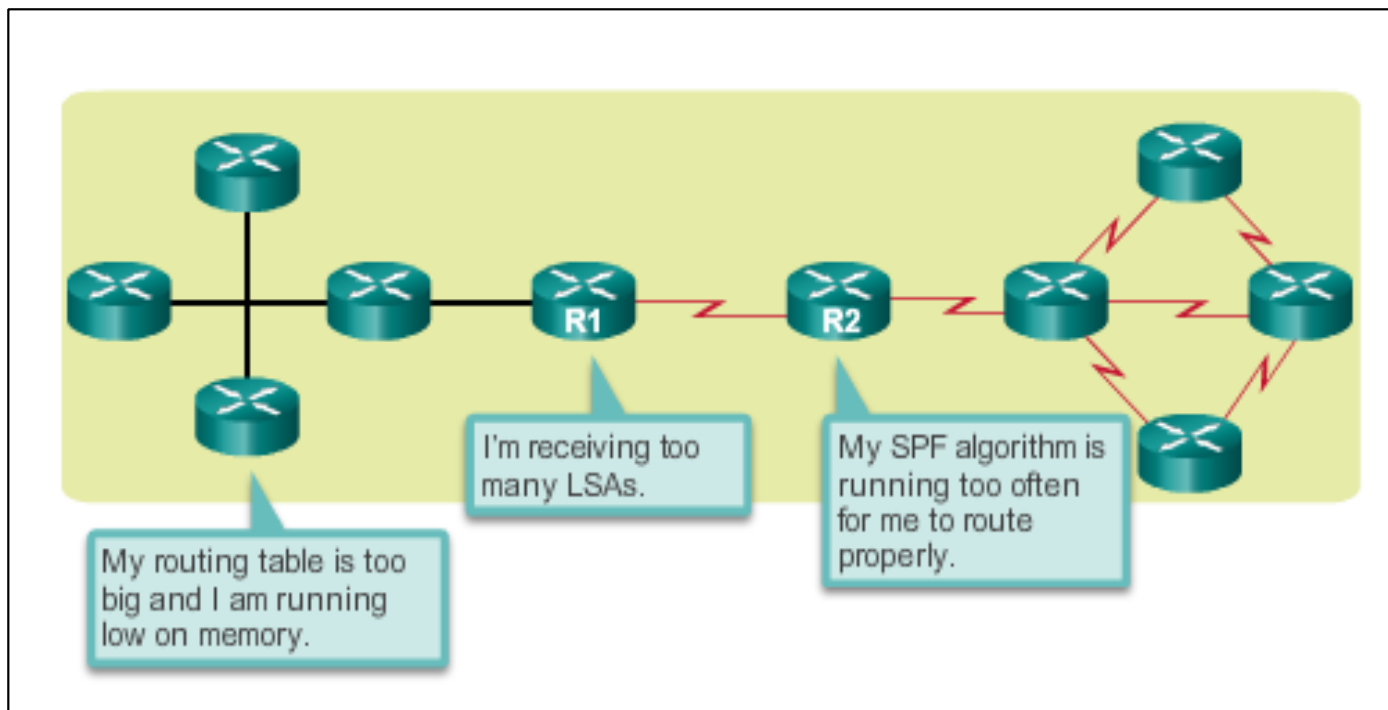 R1
R2
I'm receiving too
many LSAs.
My SPF algorithm is
running too often
for me to route
properly.
My routing table is too
big and I am running
low on memory.